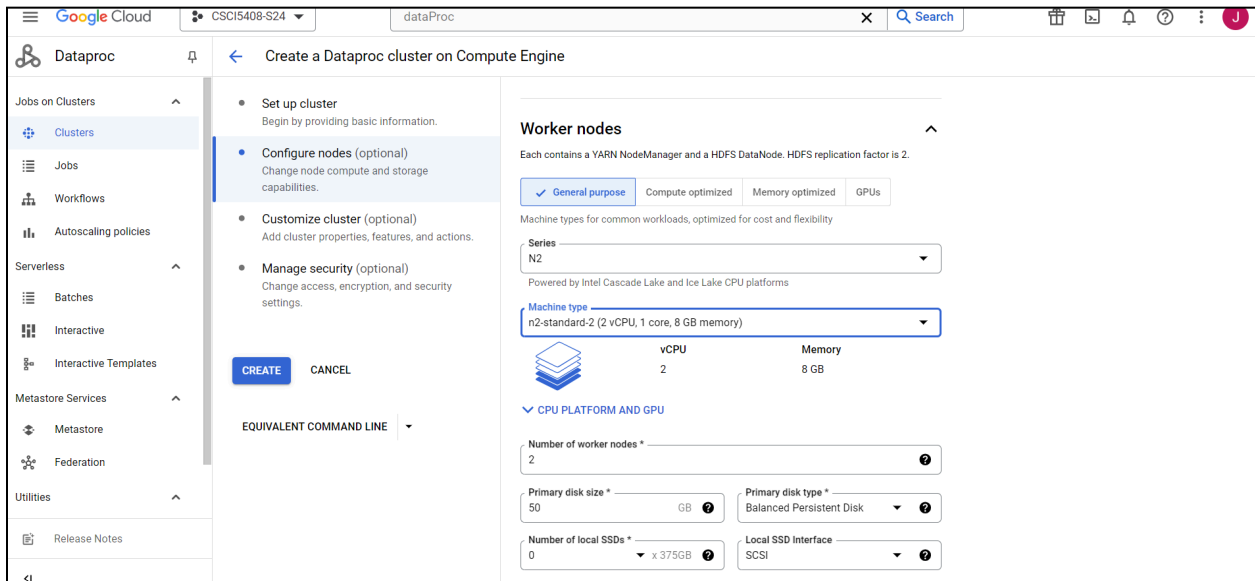 Google Cloud
CSCI5408-S24
dataProc
Search
J
Dataproc
Create a Dataproc cluster on Compute Engine
Jobs on Clusters
Clusters
Jobs
Workflows
Autoscaling policies
Serverless
Batches
Interactive
Interactive Templates
Metastore Services
Metastore
Federation
Utilities
Release Notes
Set up cluster
Begin by providing basic information.
Configure nodes (optional)
Change node compute and storage
capabilities.
Customize cluster (optional)
Add cluster properties, features, and actions.
Manage security (optional)
Change access, encryption, and security
settings.
CREATE CANCEL
EQUIVALENT COMMAND LINE
Worker nodes
Each contains a YARN NodeManager and a HDFS DataNode. HDFS replication factor is 2.
General purpose Compute optimized Memory optimized GPUs
Machine types for common workloads, optimized for cost and flexibility
Series
N2
Powered by Intel Cascade Lake and Ice Lake CPU platforms
Machine type
n2-standard-2 (2 vCPU, 1 core, 8 GB memory)
vCPU Memory
2 8 GB
CPU PLATFORM AND GPU
Number of worker nodes *
2
Primary disk size * Primary disk type *
50 GB Balanced Persistent Disk
Number of local SSDs * Local SSD Interface
0 x 375GB SCSI